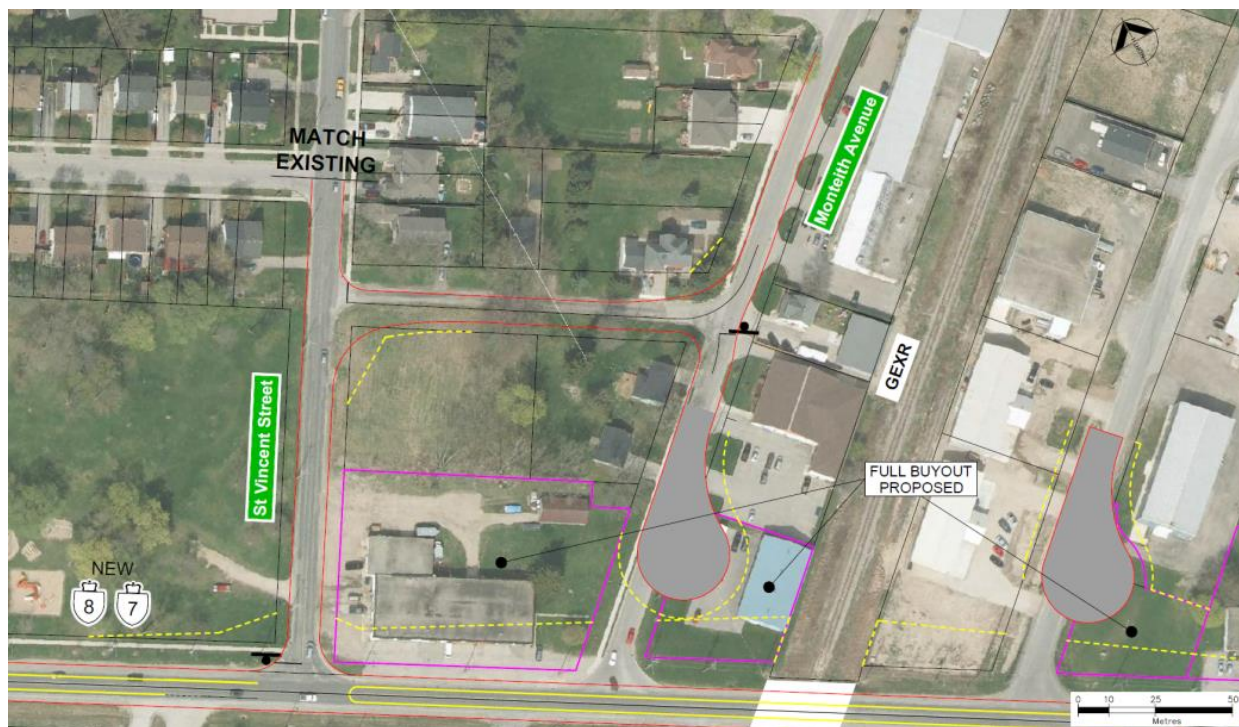 MATCH
EXISTING
Monteith Avenue
St Vincent Street
GEXR
FULL BUYOUT
PROPOSED
NEW
8 7
0 10 25 50
Metres